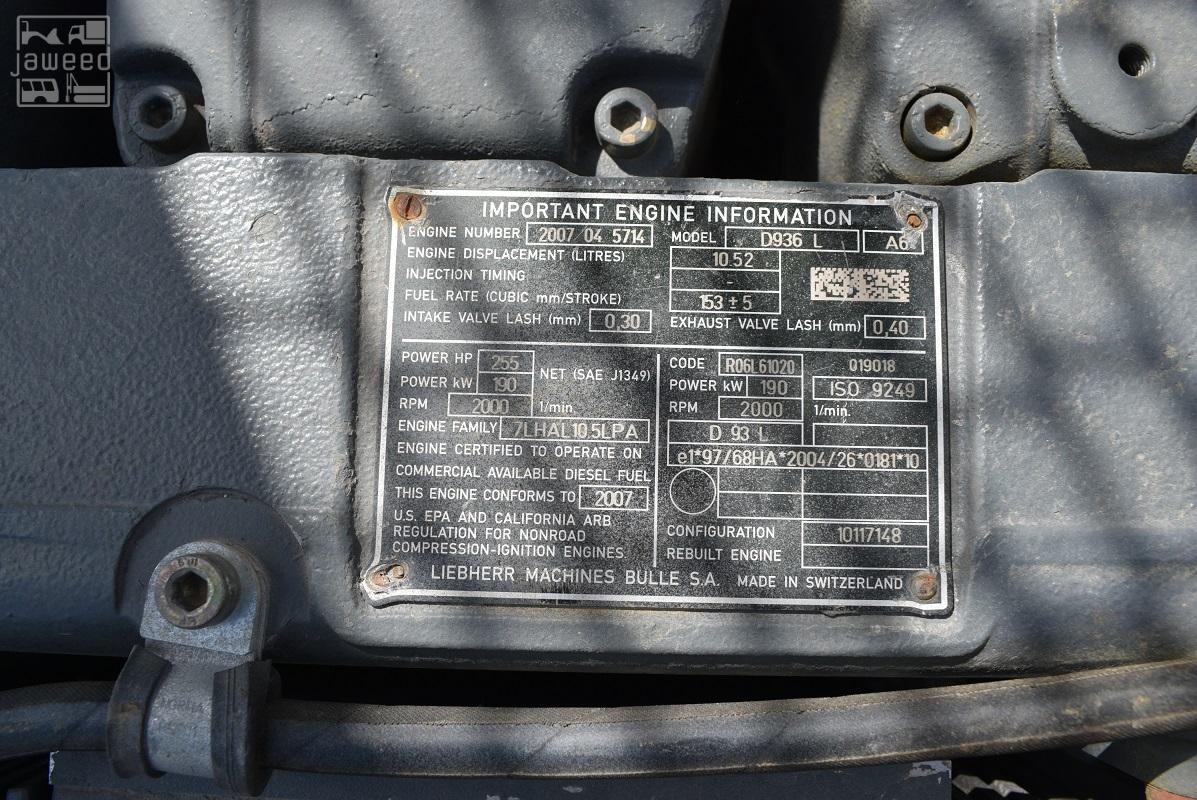 jaweed
IMPORTANT ENGINE INFORMATION
ENGINE NUMBER 2007 04 5714 MODEL D936 L A6
ENGINE DISPLACEMENT (LITRES) 10.52
INJECTION TIMING -
FUEL RATE (CUBIC mm/STROKE) 153 ± 5
INTAKE VALVE LASH (mm) 0,30 EXHAUST VALVE LASH (mm) 0,40
POWER HP 255 NET (SAE J1349)
POWER kW 190
RPM 2000 1/min
ENGINE FAMILY 7LHAL10.5LPA
ENGINE CERTIFIED TO OPERATE ON
COMMERCIAL AVAILABLE DIESEL FUEL
THIS ENGINE CONFORMS TO 2007
U.S. EPA AND CALIFORNIA ARB
REGULATION FOR NONROAD
COMPRESSION-IGNITION ENGINES
CODE R06L61020 019018
POWER kW 190 ISO 9249
RPM 2000 1/min.
D 93 L
e1*97/68HA*2004/26*0181*10
CONFIGURATION 10117148
REBUILT ENGINE
LIEBHERR MACHINES BULLE S.A. MADE IN SWITZERLAND